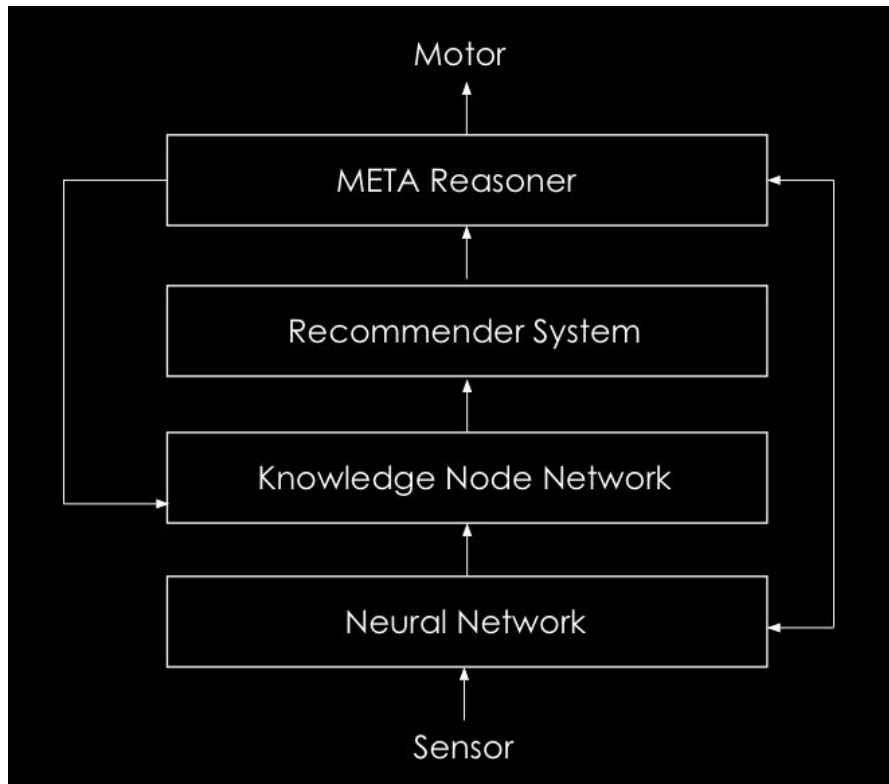 Motor
META Reasoner
Recommender System
Knowledge Node Network
Neural Network
Sensor